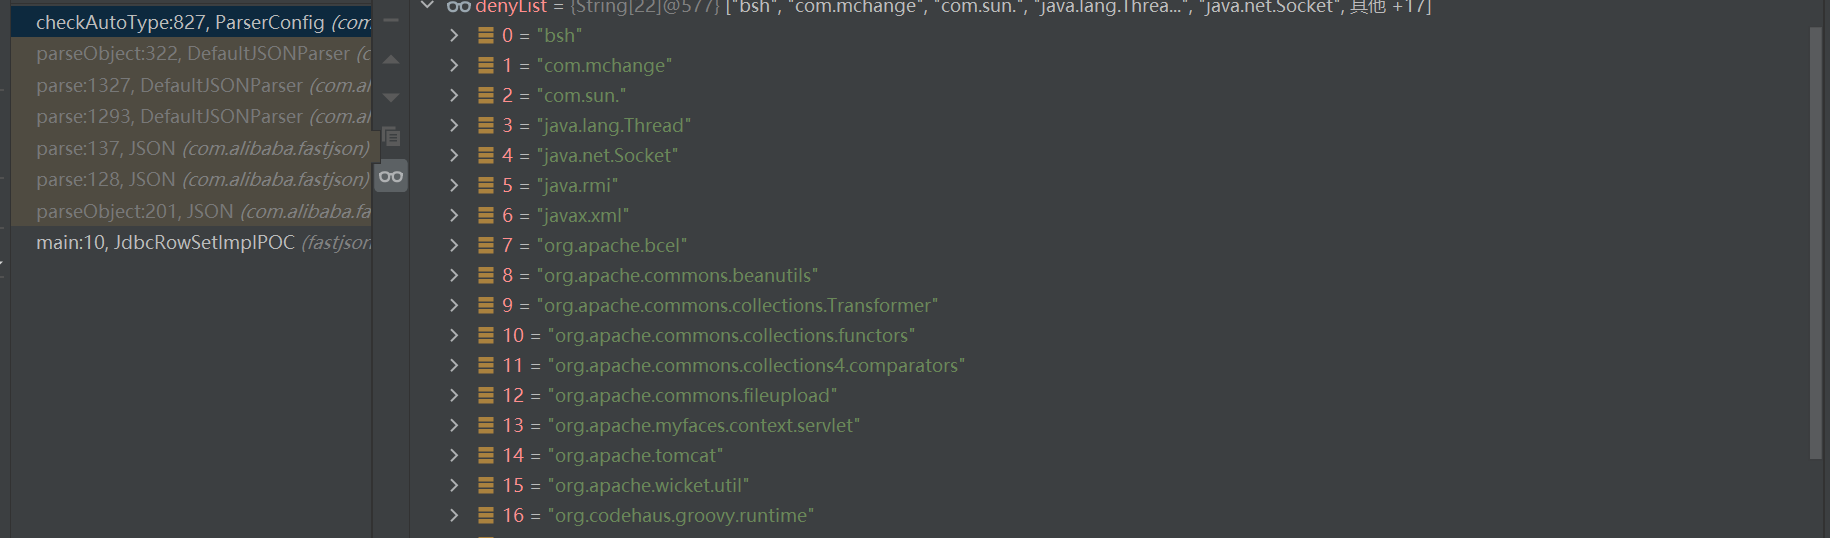 checkAutoType:827, ParserConfig (com
parseObject:322, DefaultJSONParser (c
parse:1327, DefaultJSONParser (com.al
parse:1293, DefaultJSONParser (com.al
parse:137, JSON (com.alibaba.fastjson)
parse:128, JSON (com.alibaba.fastjson)
parseObject:201, JSON (com.alibaba.fa
main:10, JdbcRowSetImplPOC (fastjson
denyList = {String[22]@577} ["bsh", "com.mchange", "com.sun.", "java.lang.Threa...", "java.net.Socket", 其他 +17]
0 = "bsh"
1 = "com.mchange"
2 = "com.sun."
3 = "java.lang.Thread"
4 = "java.net.Socket"
5 = "java.rmi"
6 = "javax.xml"
7 = "org.apache.bcel"
8 = "org.apache.commons.beanutils"
9 = "org.apache.commons.collections.Transformer"
10 = "org.apache.commons.collections.functors"
11 = "org.apache.commons.collections4.comparators"
12 = "org.apache.commons.fileupload"
13 = "org.apache.myfaces.context.servlet"
14 = "org.apache.tomcat"
15 = "org.apache.wicket.util"
16 = "org.codehaus.groovy.runtime"